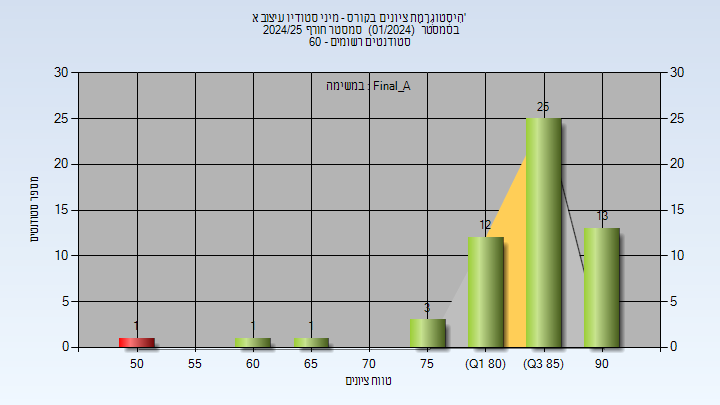 היסטוגרמת ציונים בקורס - מיני סטודיו עיצוב א'
בסמסטר (01/2024) סמסטר חורף 2024/25
סטודנטים רשומים - 60
במשימה : Final_A
30 30
25 25
20 20
15 15
10 10
5 5
0 0
מספר סטודנטים
1 1 1 3 12 25 13
50 55 60 65 70 75 (Q1 80) (Q3 85) 90
טווח ציונים